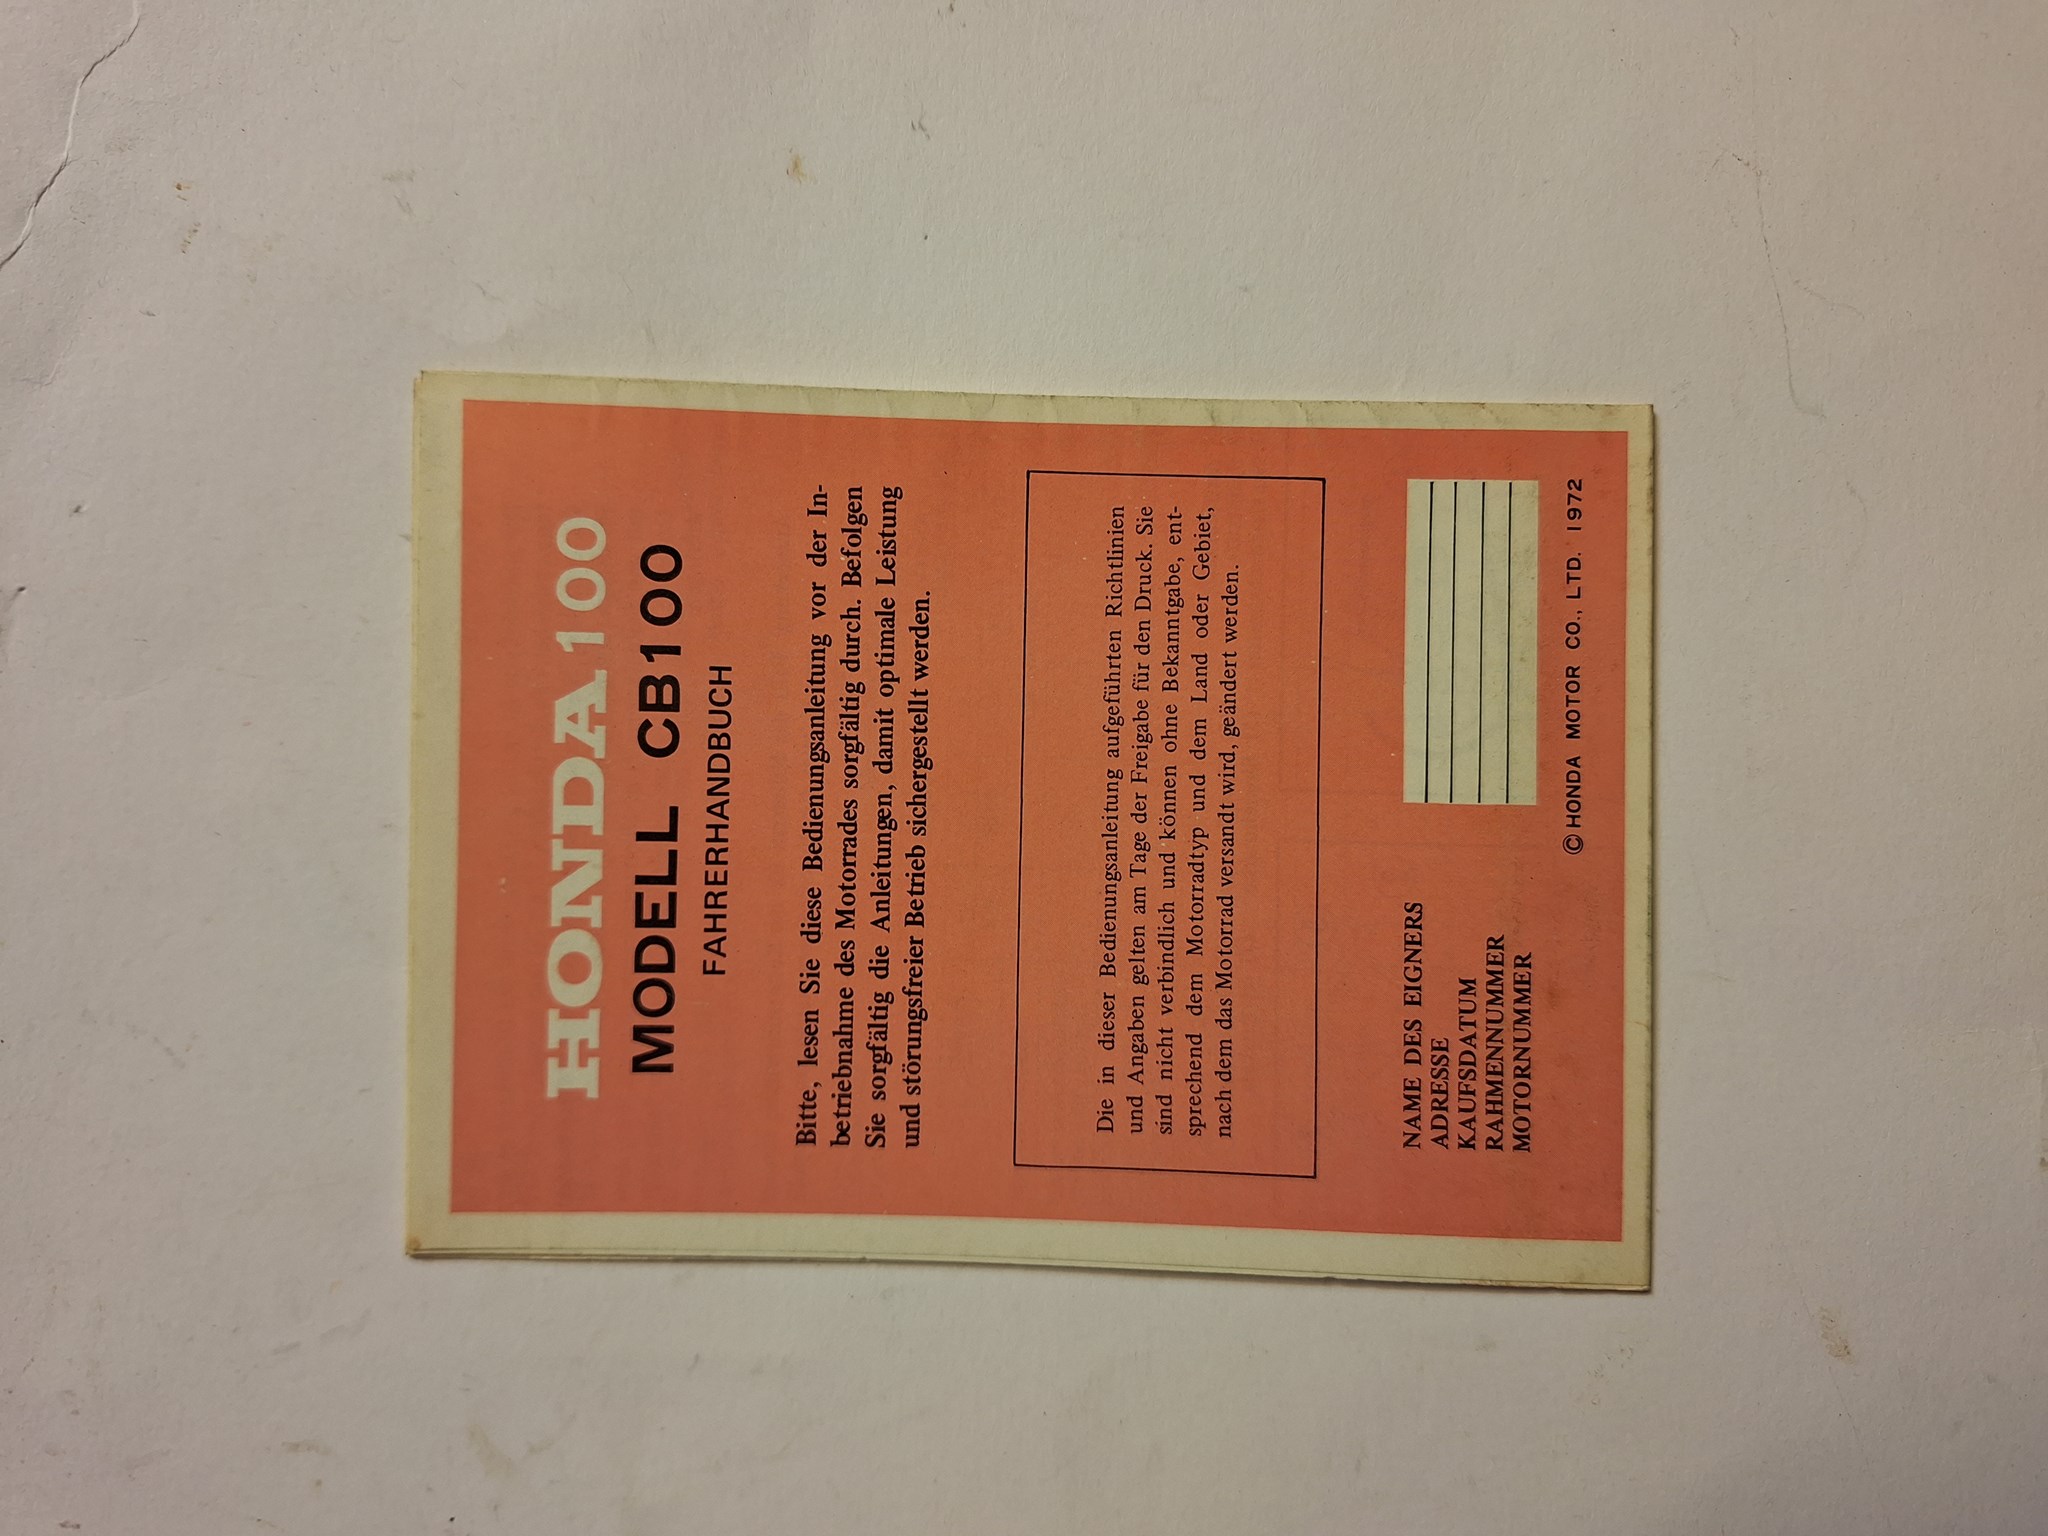 HONDA 100
MODELL CB100
FAHRERHANDBUCH
Bitte, lesen Sie diese Bedienungsanleitung vor der In-
betriebnahme des Motorrades sorgfältig durch. Befolgen
Sie sorgfältig die Anleitungen, damit optimale Leistung
und störungsfreier Betrieb sichergestellt werden.
Die in dieser Bedienungsanleitung aufgeführten Richtlinien
und Angaben gelten am Tage der Freigabe für den Druck. Sie
sind nicht verbindlich und können ohne Bekanntgabe, ent-
sprechend dem Motorradtyp und dem Land oder Gebiet,
nach dem das Motorrad versandt wird, geändert werden.
NAME DES EIGNERS
ADRESSE
KAUFSDATUM
RAHMENNUMMER
MOTORNUMMER
© HONDA MOTOR CO., LTD. 1972